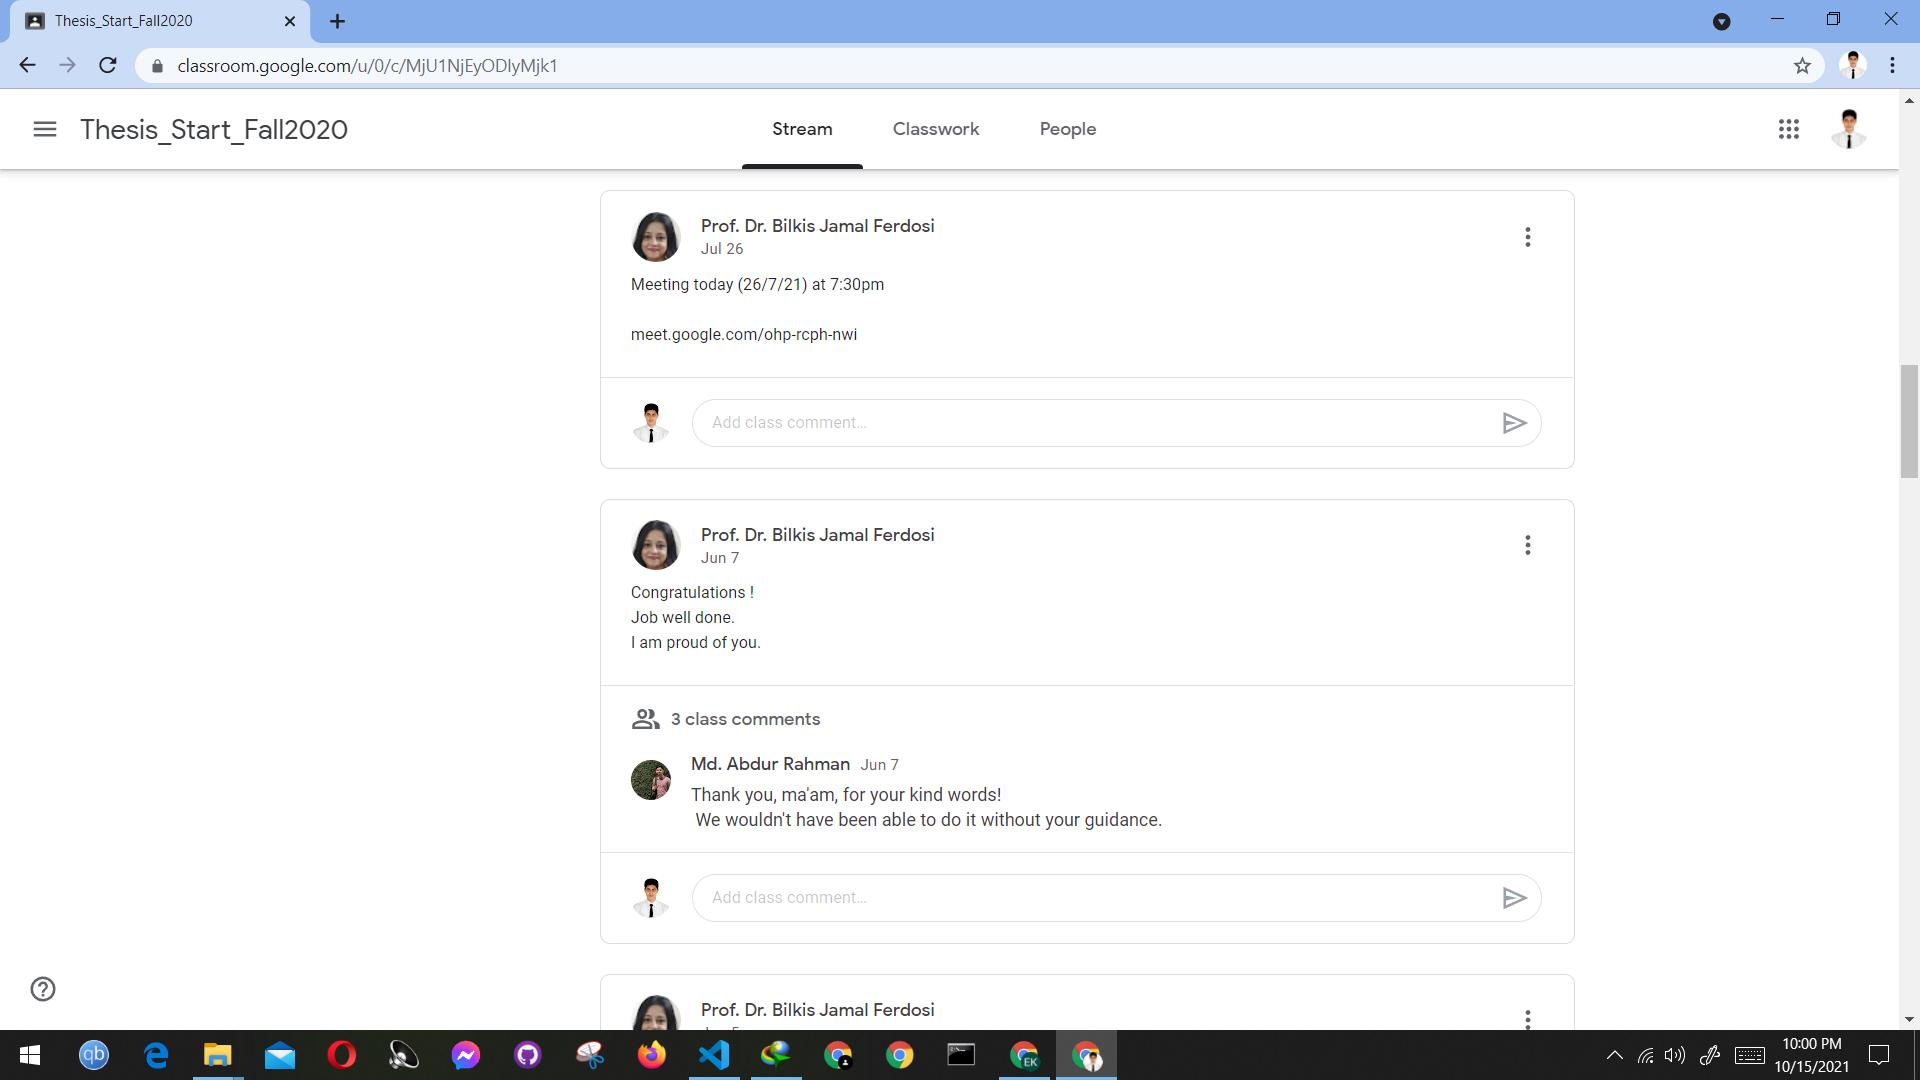 Thesis_Start_Fall2020
classroom.google.com/u/0/c/MjU1NjEyODIyMjk1
Thesis_Start_Fall2020
Stream
Classwork
People
Prof. Dr. Bilkis Jamal Ferdosi
Jul 26
Meeting today (26/7/21) at 7:30pm
meet.google.com/ohp-rcph-nwi
Add class comment...
Prof. Dr. Bilkis Jamal Ferdosi
Jun 7
Congratulations !
Job well done.
I am proud of you.
3 class comments
Md. Abdur Rahman Jun 7
Thank you, ma'am, for your kind words!
We wouldn't have been able to do it without your guidance.
Add class comment...
Prof. Dr. Bilkis Jamal Ferdosi
qb
EK
10:00 PM
10/15/2021